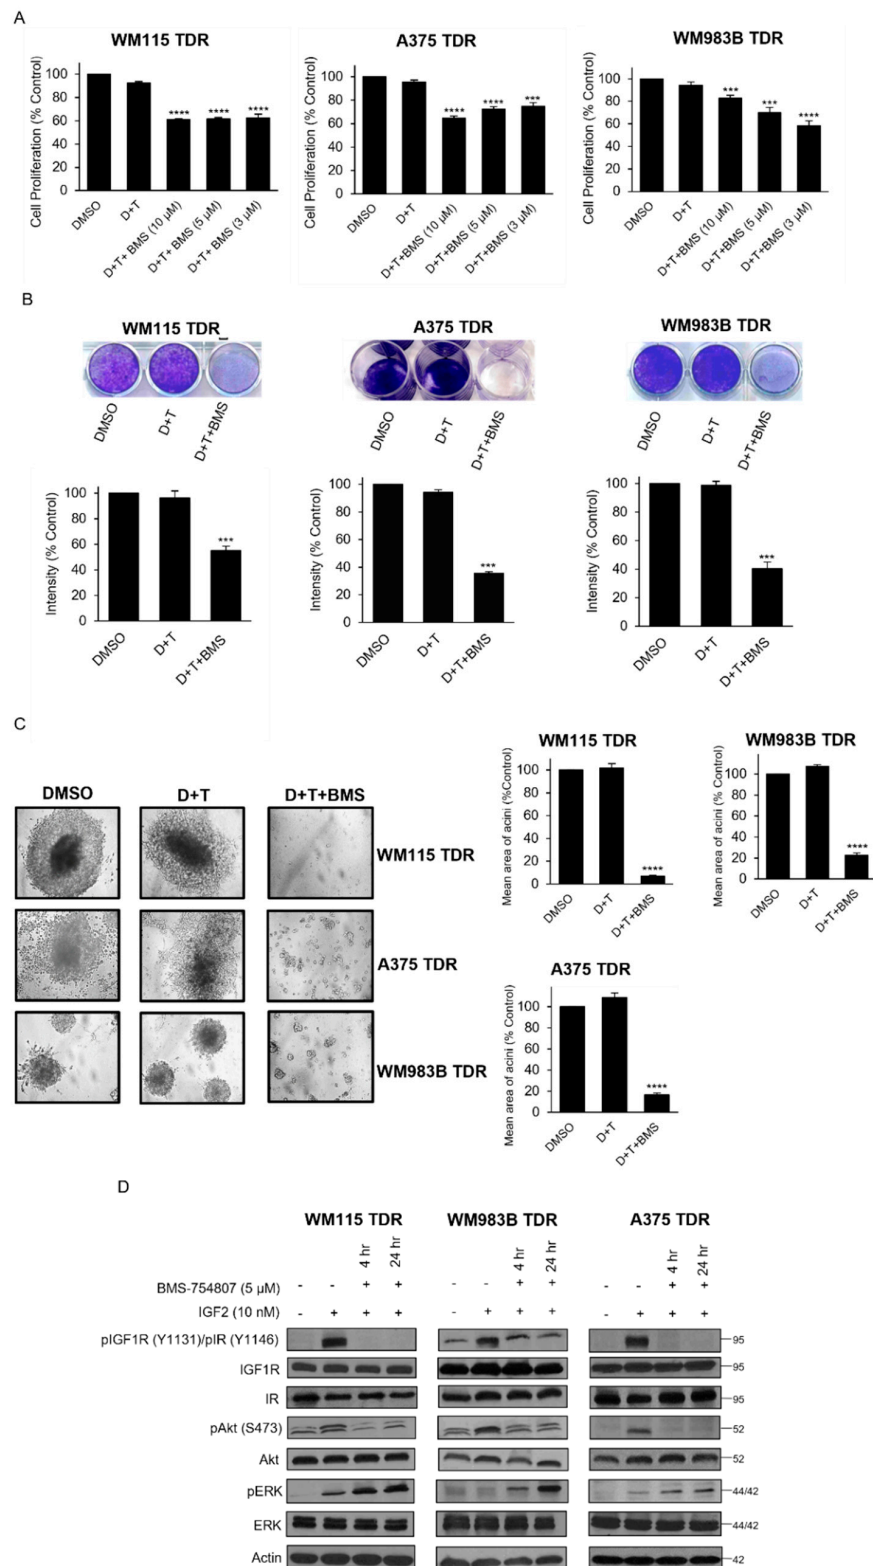 A
WM115 TDR
Cell Proliferation (% Control)
100
80
60
40
20
0
****
****
****
DMSO
D+T
D+T+ BMS (10 µM)
D+T+ BMS (5 µM)
D+T+ BMS (3 µM)
A375 TDR
Cell Proliferation (% Control)
100
80
60
40
20
0
****
****
***
DMSO
D+T
D+T+BMS (10 µM)
D+T+BMS (5 µM)
D+T+BMS (3 µM)
WM983B TDR
Cell Proliferation (% Control)
100
80
60
40
20
0
***
***
****
DMSO
D+T
D+T+BMS (10 µM)
D+T+BMS (5 µM)
D+T+BMS (3 µM)
B
WM115 TDR
DMSO
D+T
D+T+BMS
A375 TDR
DMSO
D+T
D+T+BMS
WM983B TDR
DMSO
D+T
D+T+BMS
Intensity (% Control)
100
80
60
40
20
0
***
DMSO
D+T
D+T+BMS
Intensity (% Control)
100
80
60
40
20
0
***
DMSO
D+T
D+T+BMS
Intensity (% Control)
100
80
60
40
20
0
***
DMSO
D+T
D+T+BMS
C
DMSO D+T D+T+BMS
WM115 TDR
A375 TDR
WM983B TDR
WM115 TDR
Mean area of acini (%Control)
100
80
60
40
20
0
****
DMSO
D+T
D+T+BMS
WM983B TDR
Mean area of acini (% Control)
100
80
60
40
20
0
****
DMSO
D+T
D+T+BMS
A375 TDR
Mean area of acini (% Control)
100
80
60
40
20
0
****
DMSO
D+T
D+T+BMS
D
WM115 TDR WM983B TDR A375 TDR
4 hr 24 hr 4 hr 24 hr 4 hr 24 hr
BMS-754807 (5 µM) - - + + - - + + - - + +
IGF2 (10 nM) - + + + - + + + - + + +
pIGF1R (Y1131)/pIR (Y1146) 95
IGF1R 95
IR 95
pAkt (S473) 52
Akt 52
pERK 44/42
ERK 44/42
Actin 42